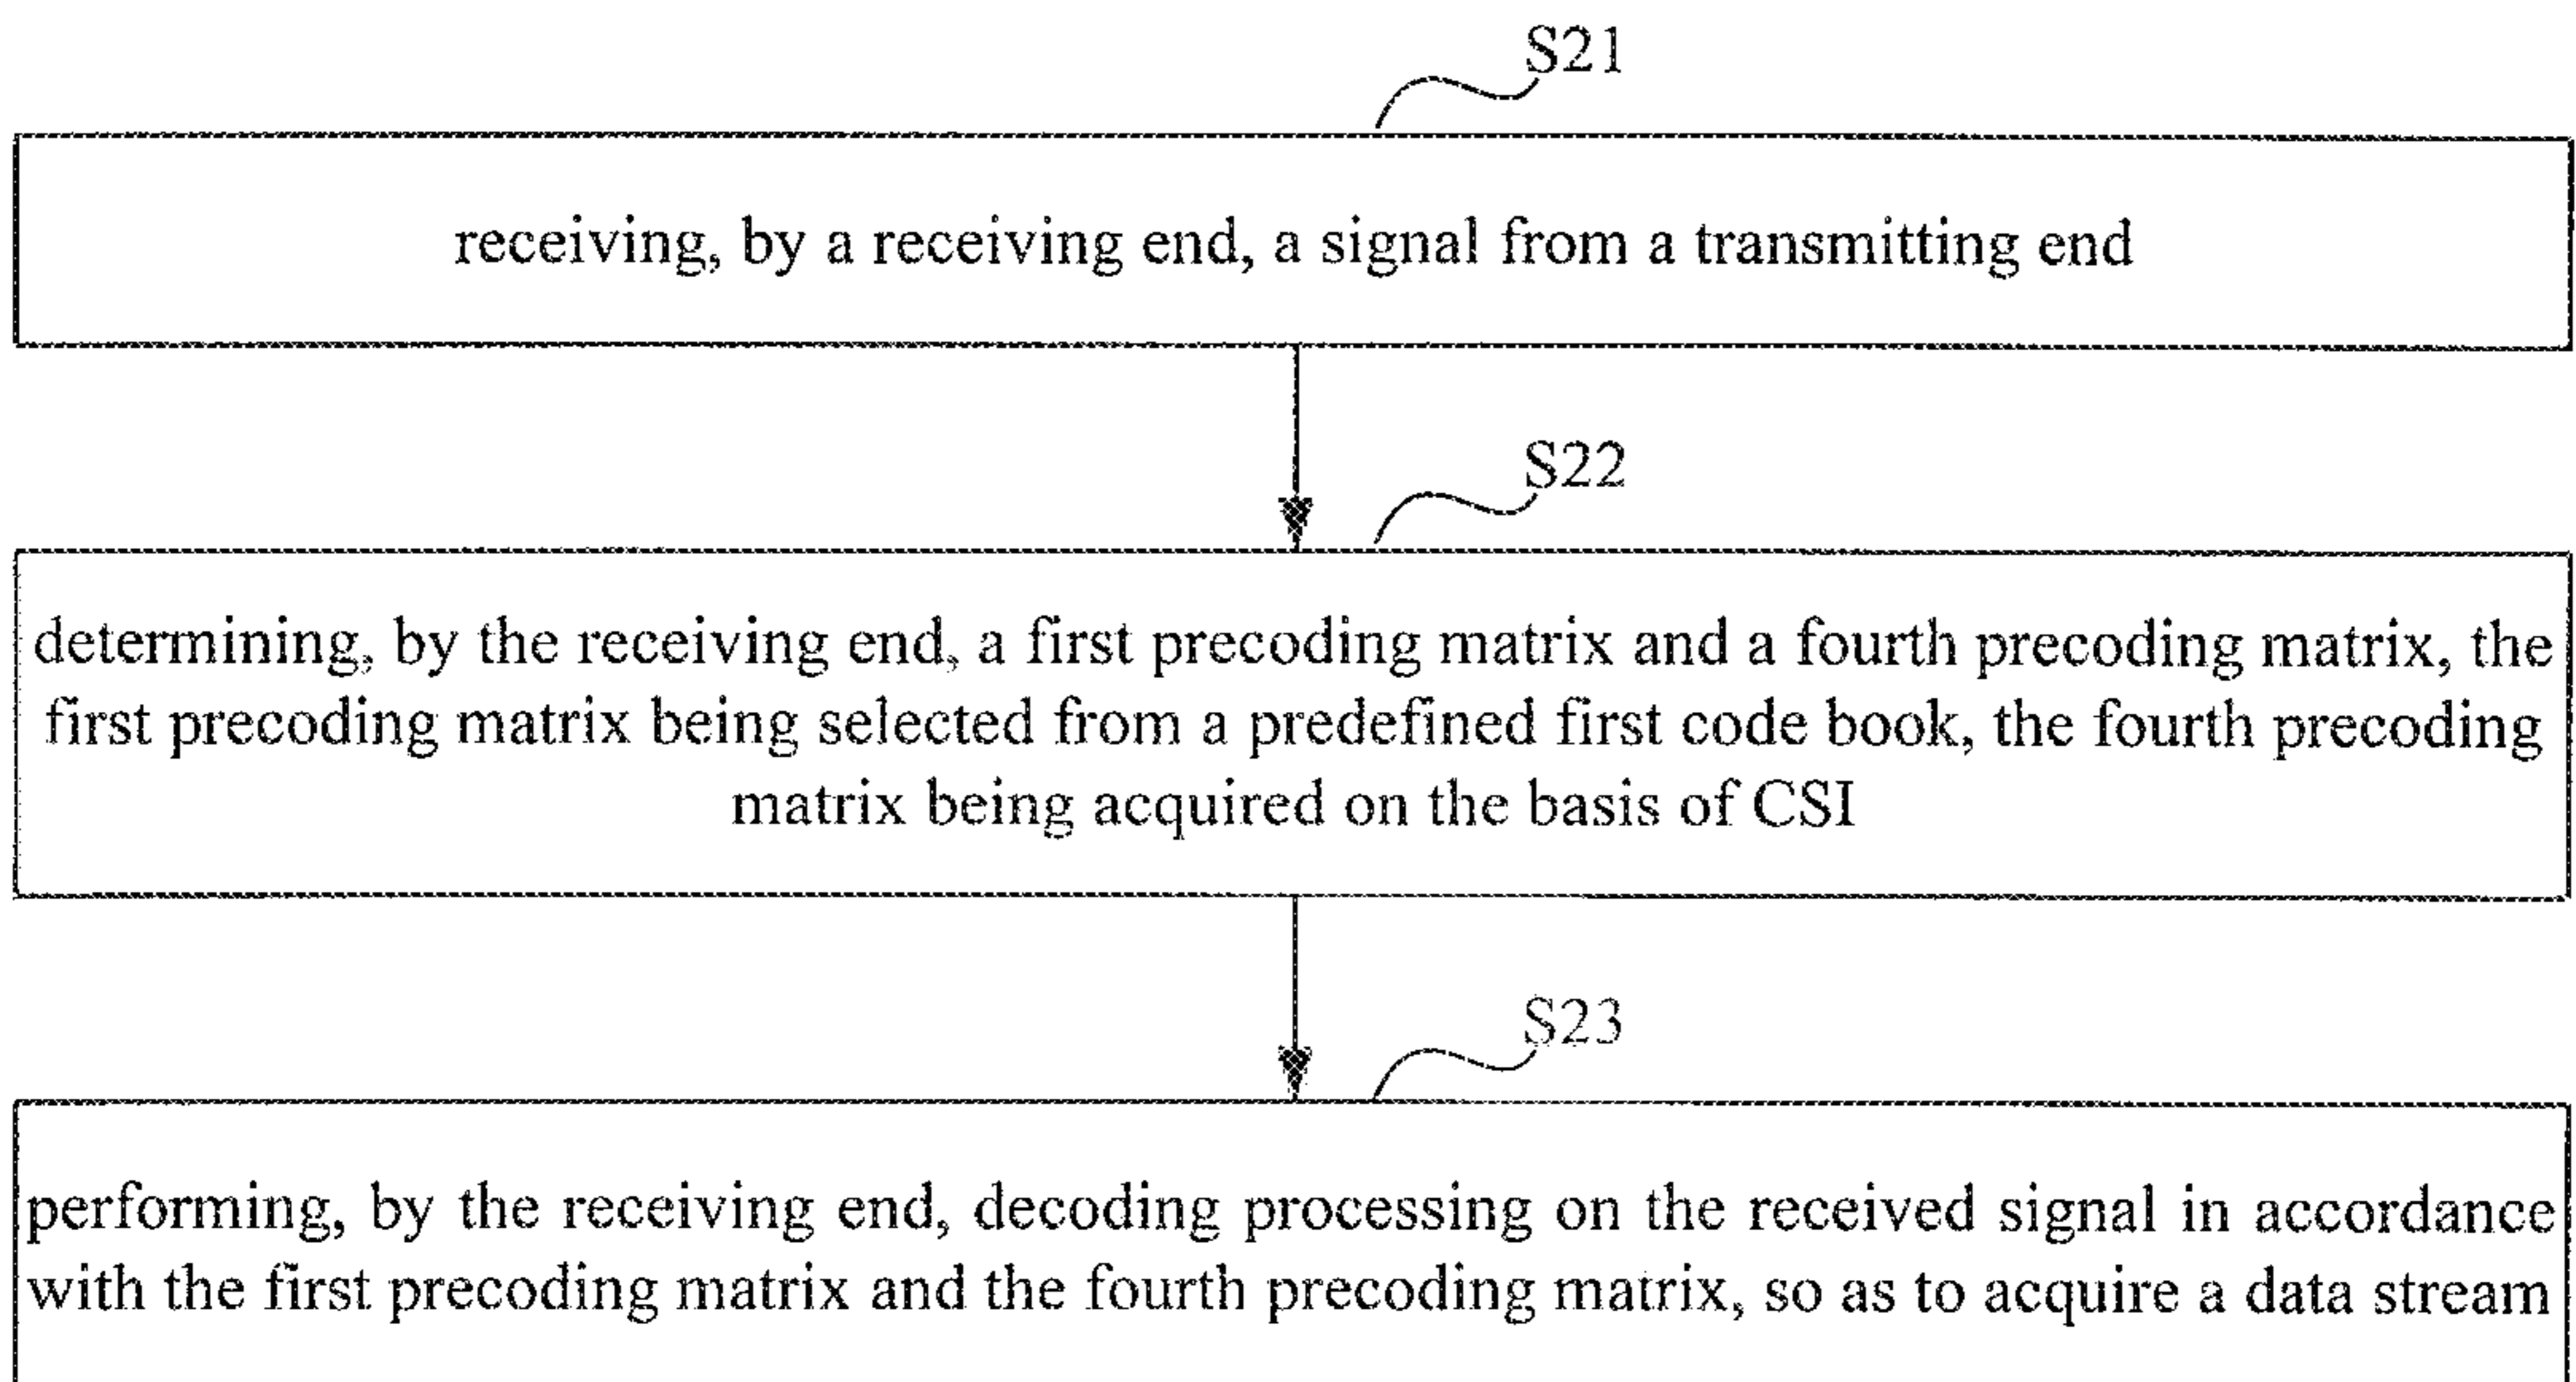 S21
receiving, by a receiving end, a signal from a transmitting end
S22
determining, by the receiving end, a first precoding matrix and a fourth precoding matrix, the
first precoding matrix being selected from a predefined first code book, the fourth precoding
matrix being acquired on the basis of CSI
S23
performing, by the receiving end, decoding processing on the received signal in accordance
with the first precoding matrix and the fourth precoding matrix, so as to acquire a data stream